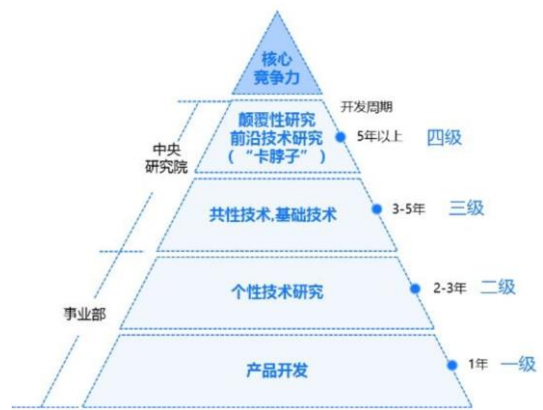 核心
竞争力
开发周期
颠覆性研究
前沿技术研究
（“卡脖子”）
5年以上
四级
中央
研究院
共性技术,基础技术
3-5年
三级
个性技术研究
2-3年
二级
事业部
产品开发
1年
一级